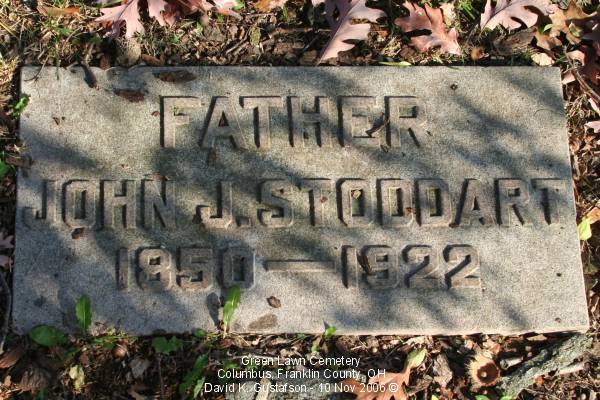 FATHER
JOHN J. STODDART
1850 — 1922
Green Lawn Cemetery
Columbus, Franklin County, OH
David K. Gustafson - 10 Nov 2006 ©